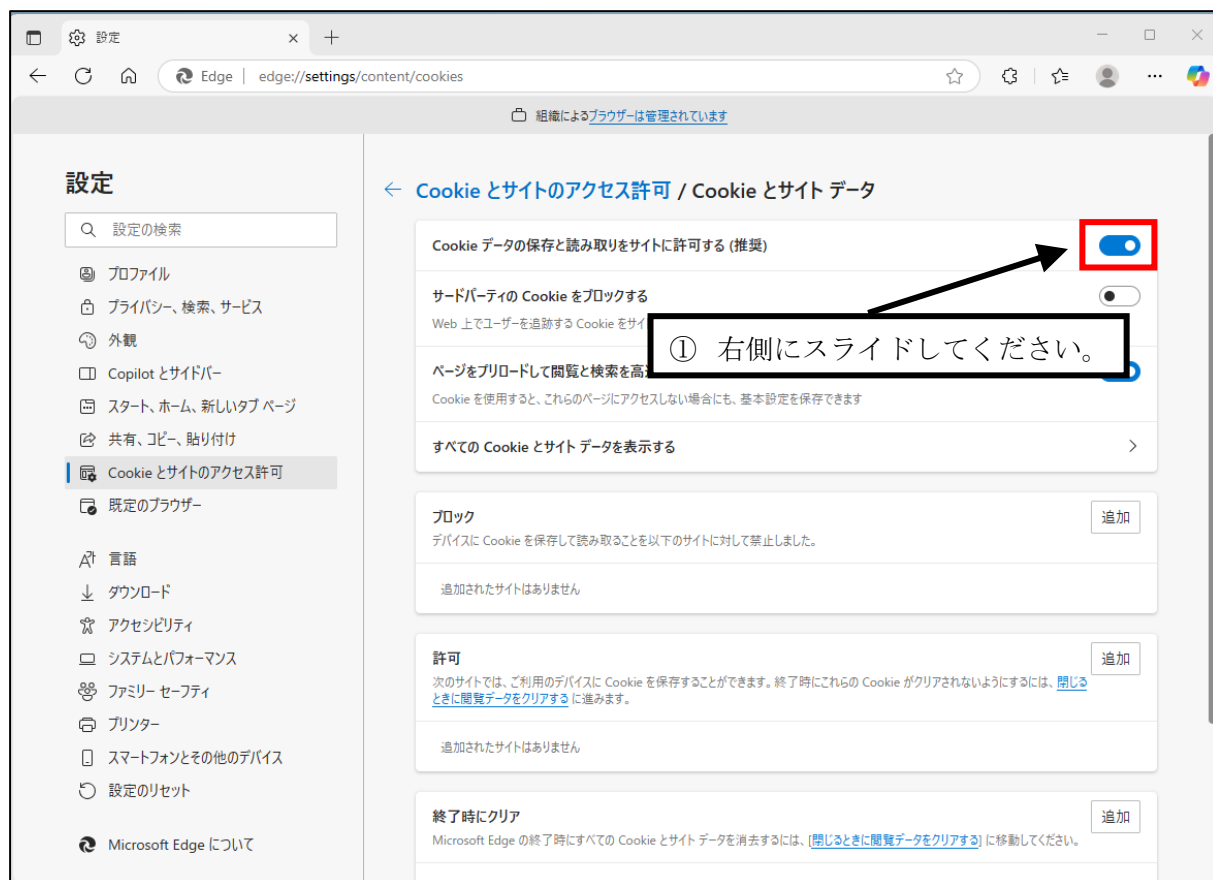 設定
Edge edge://settings/content/cookies
組織によるブラウザーは管理されています
設定
設定の検索
プロファイル
プライバシー、検索、サービス
外観
Copilot とサイドバー
スタート、ホーム、新しいタブ ページ
共有、コピー、貼り付け
Cookie とサイトのアクセス許可
既定のブラウザー
言語
ダウンロード
アクセシビリティ
システムとパフォーマンス
ファミリー セーフティ
プリンター
スマートフォンとその他のデバイス
設定のリセット
Microsoft Edge について
Cookie とサイトのアクセス許可 / Cookie とサイト データ
Cookie データの保存と読み取りをサイトに許可する (推奨)
サードパーティの Cookie をブロックする
Web 上でユーザーを追跡する Cookie をサイ
① 右側にスライドしてください。
ページをプリロードして閲覧と検索を高
Cookie を使用すると、これらのページにアクセスしない場合にも、基本設定を保存できます
すべての Cookie とサイト データを表示する
ブロック
追加
デバイスに Cookie を保存して読み取ることを以下のサイトに対して禁止しました。
追加されたサイトはありません
許可
追加
次のサイトでは、ご利用のデバイスに Cookie を保存することができます。終了時にこれらの Cookie がクリアされないようにするには、閉じる
ときに閲覧データをクリアする に進みます。
追加されたサイトはありません
終了時にクリア
追加
Microsoft Edge の終了時にすべての Cookie とサイト データを消去するには、[閉じるときに閲覧データをクリアする] に移動してください。